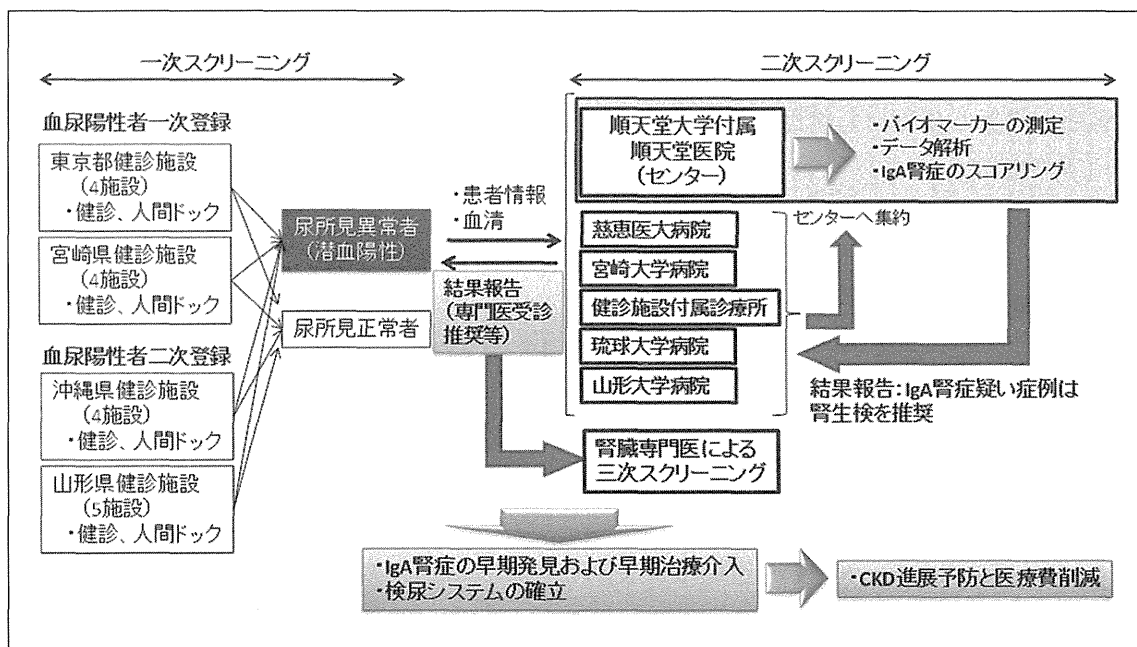 一次スクリーニング
二次スクリーニング
血尿陽性者一次登録
東京都健診施設
(4施設)
・健診、人間ドック
宮崎県健診施設
(4施設)
・健診、人間ドック
血尿陽性者二次登録
沖縄県健診施設
(4施設)
・健診、人間ドック
山形県健診施設
(5施設)
・健診、人間ドック
尿所見異常者
(潜血陽性)
尿所見正常者
・患者情報
・血清
結果報告
(専門医受診
推奨等)
順天堂大学付属
順天堂医院
(センター)
・バイオマーカーの測定
・データ解析
・IgA腎症のスコアリング
慈恵医大病院
宮崎大学病院
健診施設付属診療所
琉球大学病院
山形大学病院
センターへ集約
結果報告:IgA腎症疑い症例は
腎生検を推奨
腎臓専門医による
三次スクリーニング
・IgA腎症の早期発見および早期治療介入
・検尿システムの確立
・CKD進展予防と医療費削減